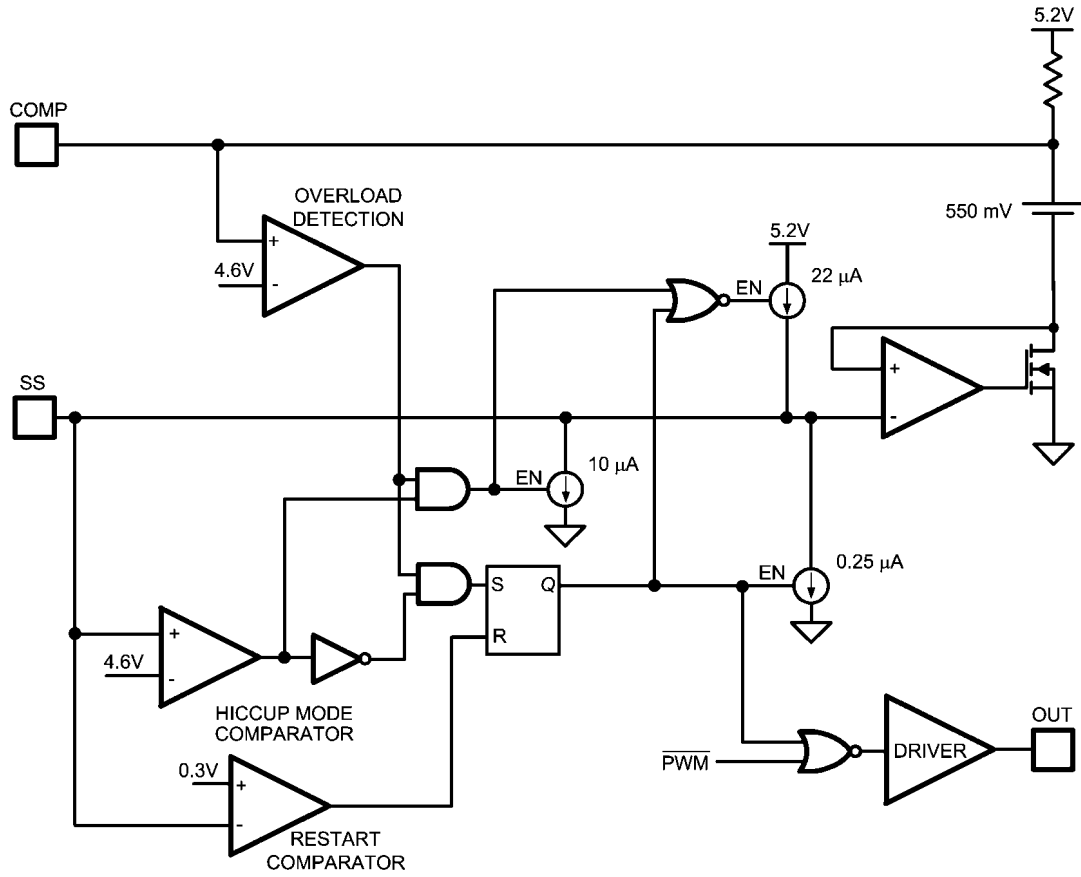 5.2V
COMP
OVERLOAD
DETECTION
550 mV
5.2V
+
4.6V
-
EN
22 µA
SS
+
-
10 µA
EN
0.25 µA
S
Q
EN
R
+
4.6V
-
HICCUP MODE
COMPARATOR
OUT
PWM
DRIVER
0.3V
+
-
RESTART
COMPARATOR